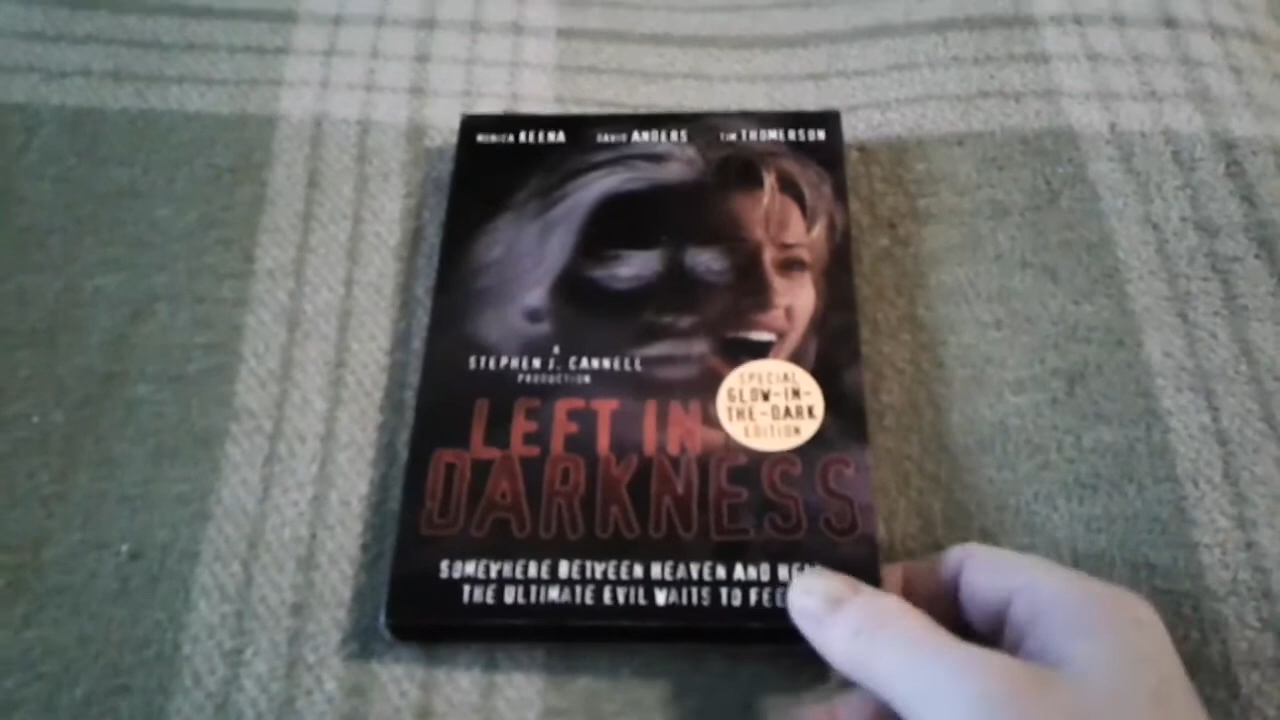 MONICA KEENA DAVID ANDERS TIM THOMERSON
A
STEPHEN J. CANNELL
PRODUCTION
SPECIAL
GLOW-IN-
THE-DARK
EDITION
LEFT IN
DARKNESS
SOMEWHERE BETWEEN HEAVEN AND
THE ULTIMATE EVIL WAITS TO